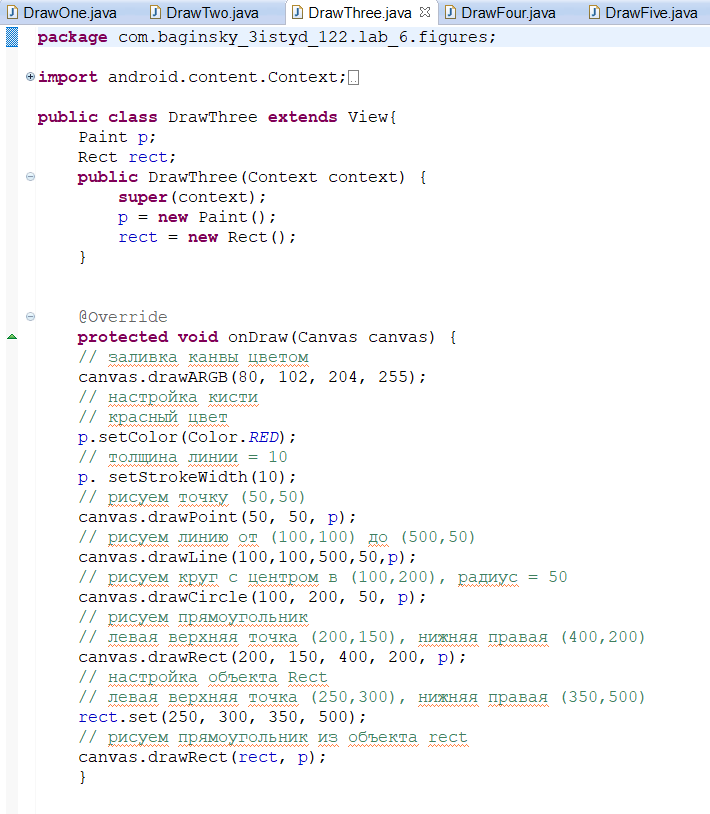 DrawOne.java DrawTwo.java DrawThree.java DrawFour.java DrawFive.java
package com.baginsky_3istyd_122.lab_6.figures;
import android.content.Context;
public class DrawThree extends View{
Paint p;
Rect rect;
public DrawThree(Context context) {
super(context);
p = new Paint();
rect = new Rect();
}
@Override
protected void onDraw(Canvas canvas) {
// заливка канвы цветом
canvas.drawARGB(80, 102, 204, 255);
// настройка кисти
// красный цвет
p.setColor(Color.RED);
// толщина линии = 10
p. setStrokeWidth(10);
// рисуем точку (50,50)
canvas.drawPoint(50, 50, p);
// рисуем линию от (100,100) до (500,50)
canvas.drawLine(100,100,500,50,p);
// рисуем круг с центром в (100,200), радиус = 50
canvas.drawCircle(100, 200, 50, p);
// рисуем прямоугольник
// левая верхняя точка (200,150), нижняя правая (400,200)
canvas.drawRect(200, 150, 400, 200, p);
// настройка объекта Rect
// левая верхняя точка (250,300), нижняя правая (350,500)
rect.set(250, 300, 350, 500);
// рисуем прямоугольник из объекта rect
canvas.drawRect(rect, p);
}